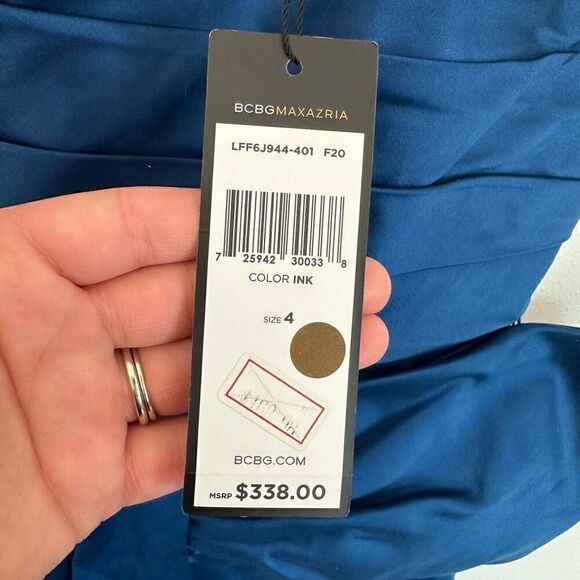 BCBGMAXAZRIA
LFF6J944-401 F20
7 25942 30033 8
COLOR INK
SIZE 4
BCBG.COM
MSRP $338.00